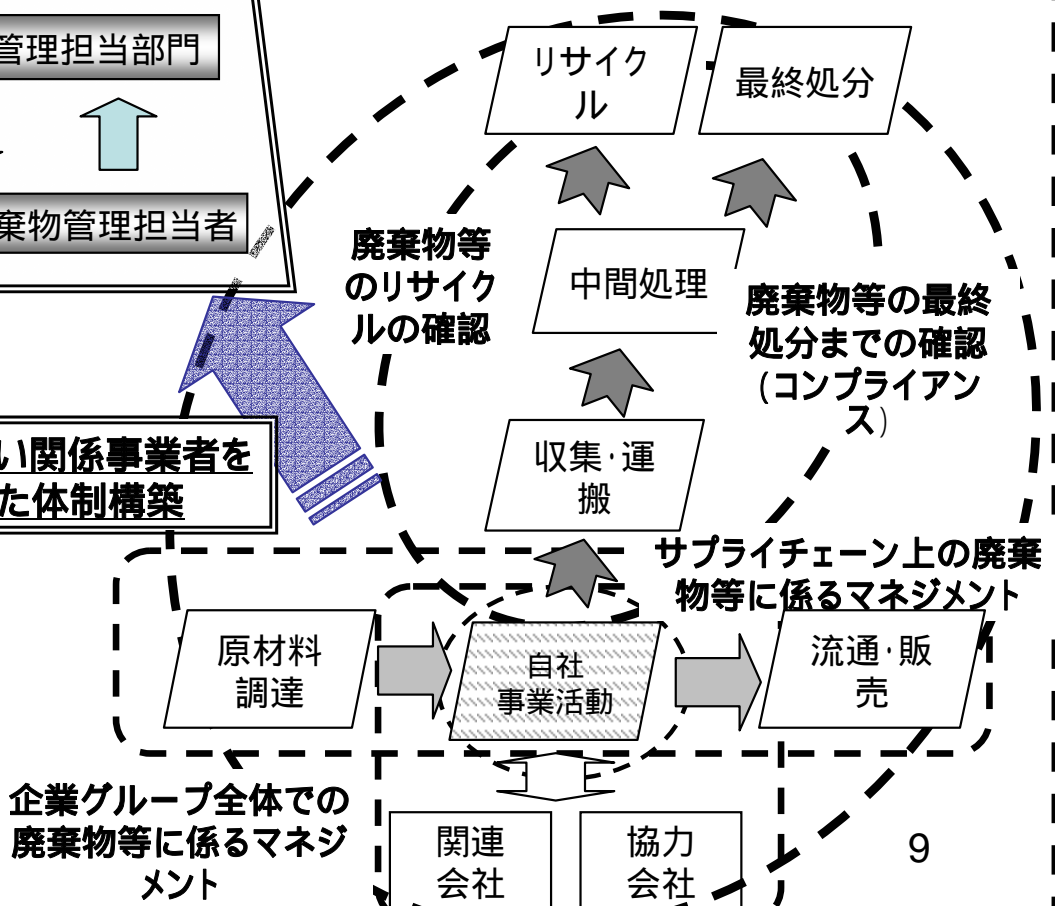 管理担当部門
棄物管理担当者
い関係事業者を
た体制構築
リサイク
ル
最終処分
廃棄物等
のリサイク
ルの確認
中間処理
廃棄物等の最終
処分までの確認
(コンプライアン
ス)
収集・運
搬
サプライチェーン上の廃棄
物等に係るマネジメント
原材料
調達
自社
事業活動
流通・販
売
企業グループ全体での
廃棄物等に係るマネジ
メント
関連
会社
協力
会社
9